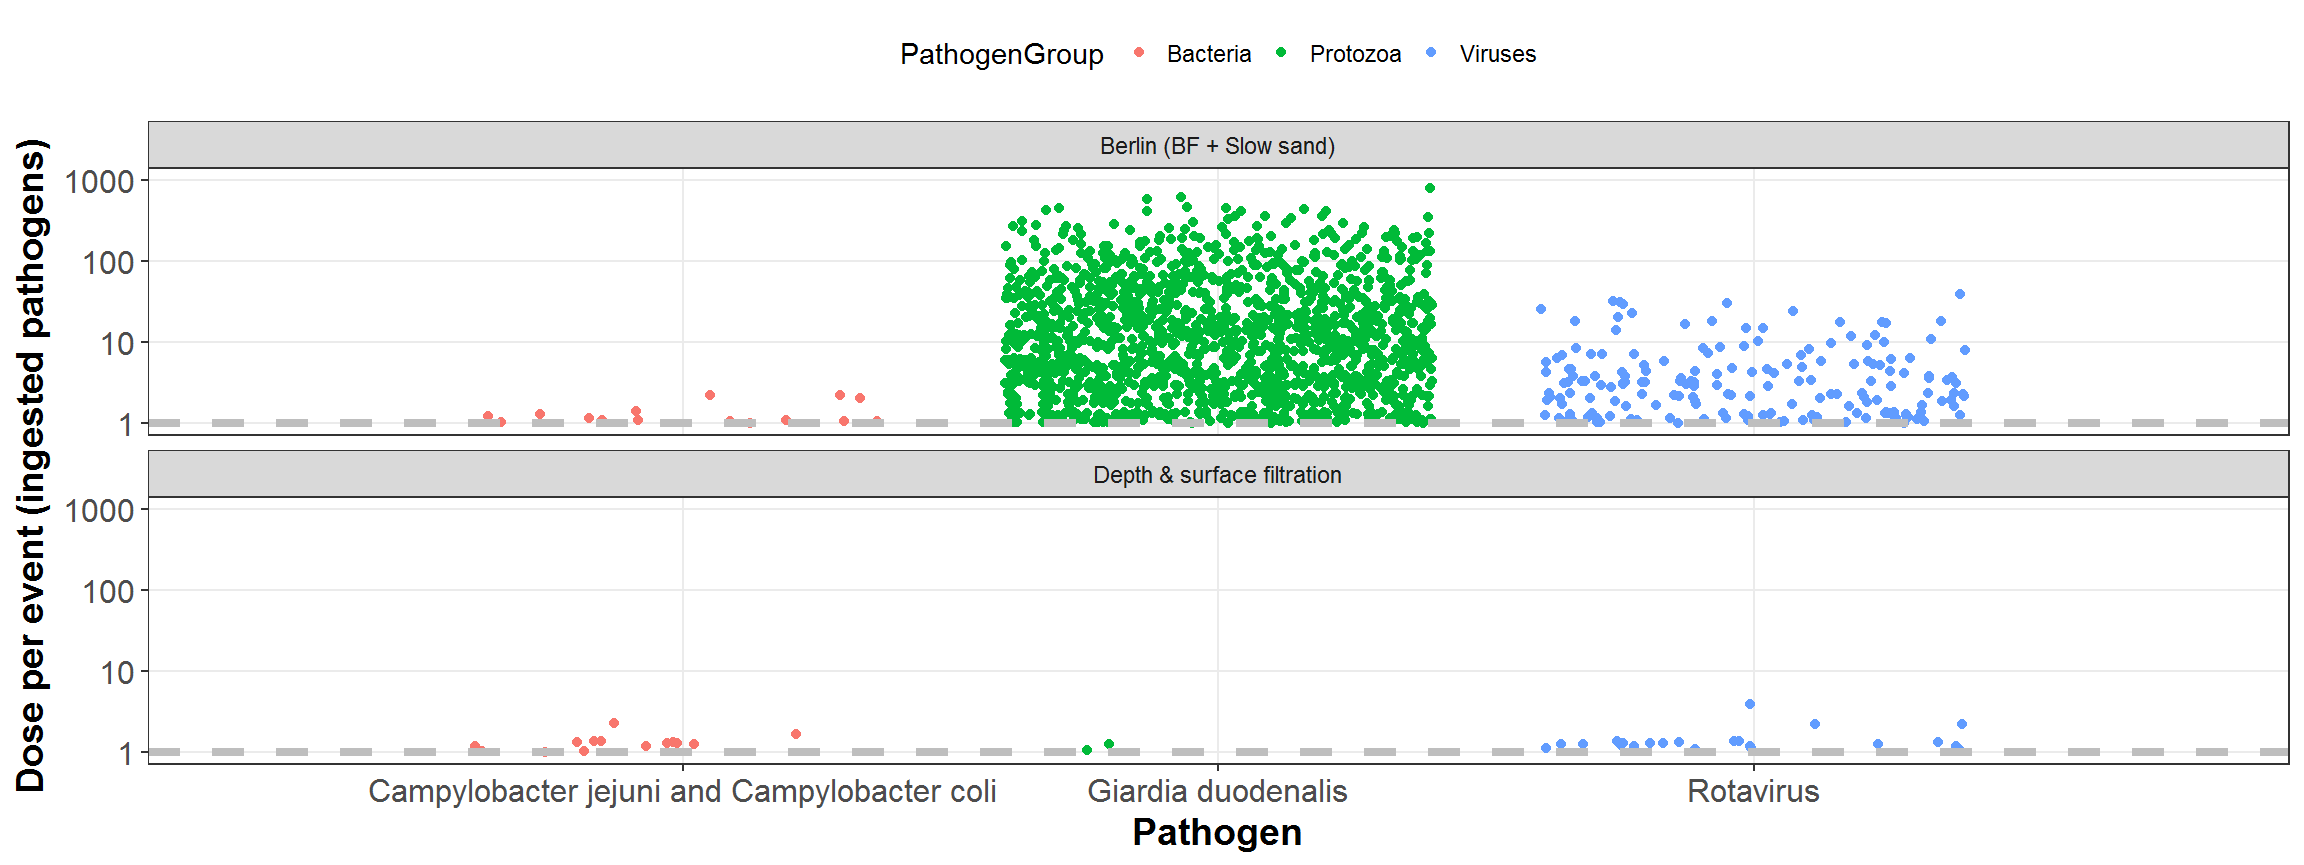 PathogenGroup Bacteria Protozoa Viruses
Berlin (BF + Slow sand)
1000
100
10
1
Depth & surface filtration
1000
100
10
1
Dose per event (ingested pathogens)
Campylobacter jejuni and Campylobacter coli Giardia duodenalis Rotavirus
Pathogen